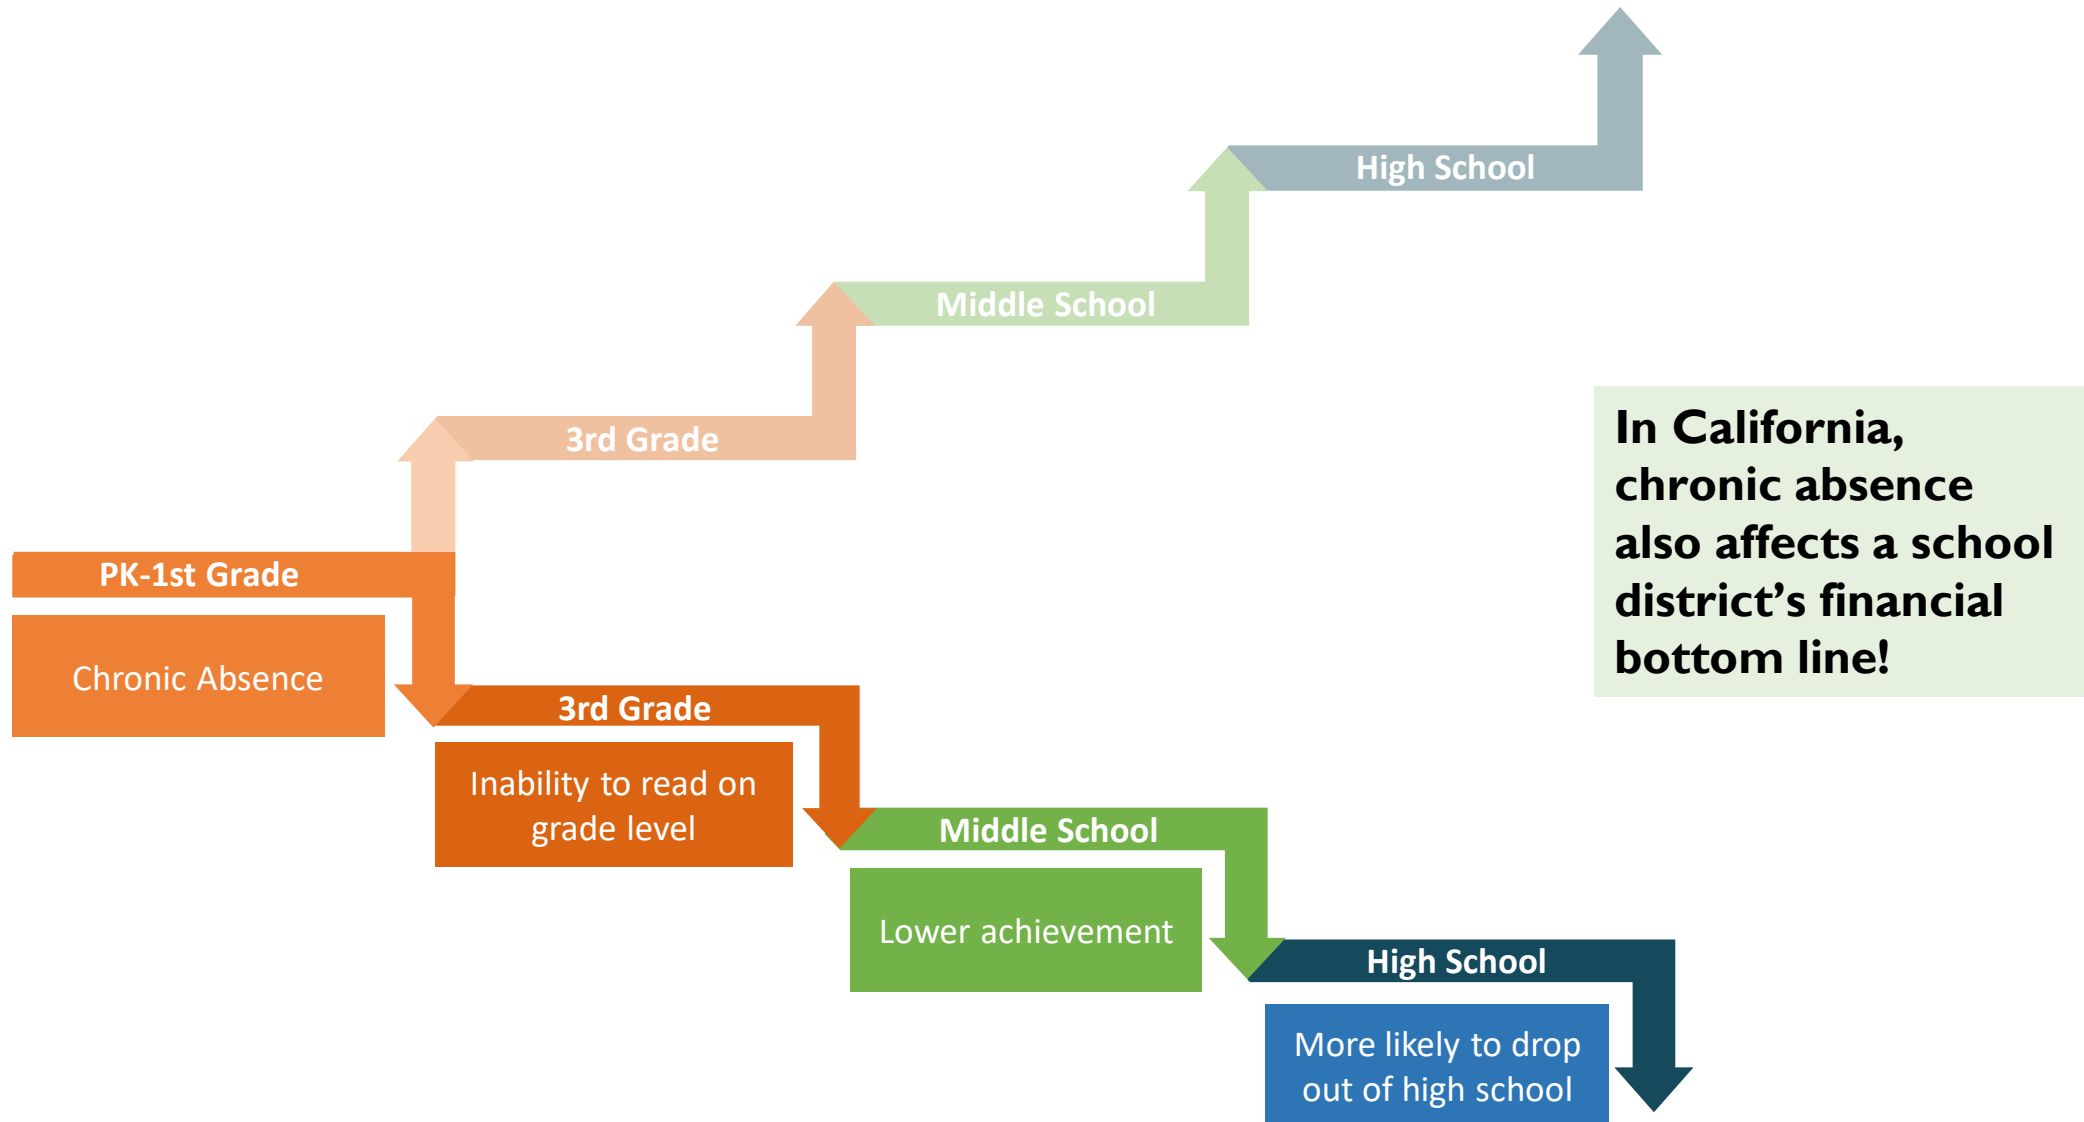 High School
Middle School
3rd Grade
PK-1st Grade
Chronic Absence
3rd Grade
Inability to read on
grade level
Middle School
Lower achievement
High School
More likely to drop
out of high school
In California,
chronic absence
also affects a school
district’s financial
bottom line!